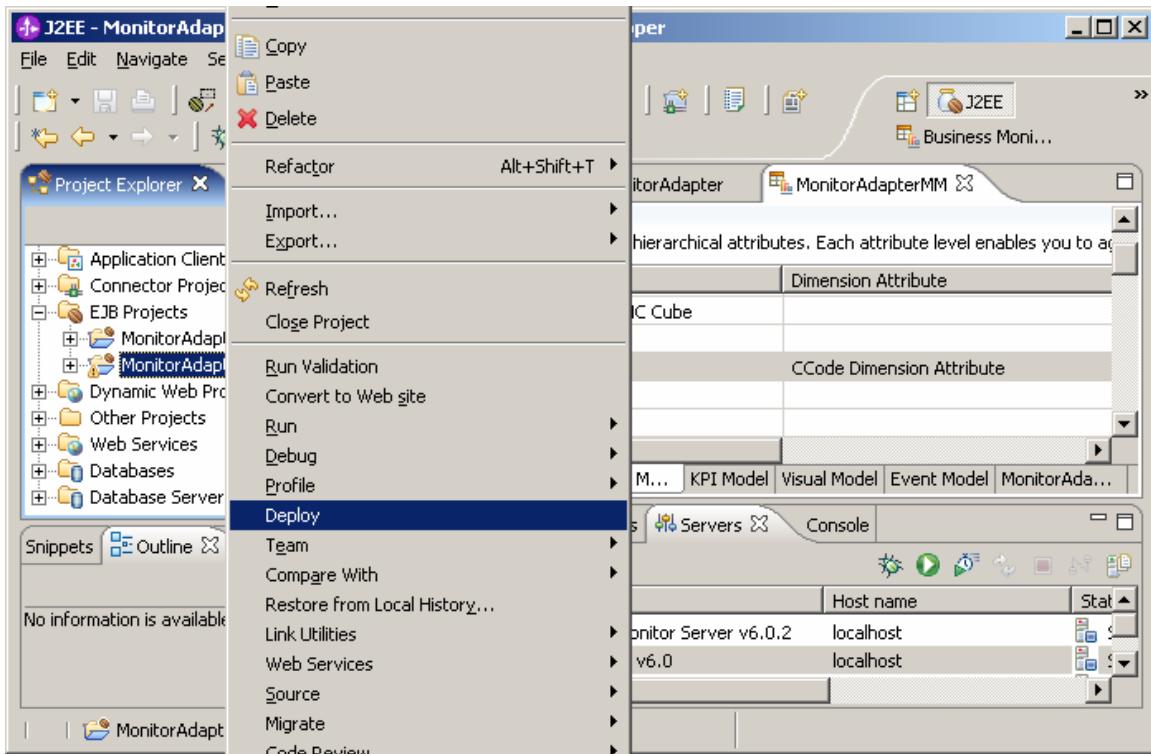 J2EE - MonitorAdap
oper
File Edit Navigate Se
J2EE
Business Moni...
Project Explorer
Application Client
Connector Projec
EJB Projects
MonitorAdapt
MonitorAdapt
Dynamic Web Pro
Other Projects
Web Services
Databases
Database Server
Snippets Outline
No information is available
MonitorAdapt
Copy
Paste
Delete
Refactor Alt+Shift+T
Import...
Export...
Refresh
Close Project
Run Validation
Convert to Web site
Run
Debug
Profile
Deploy
Team
Compare With
Restore from Local History...
Link Utilities
Web Services
Source
Migrate
Code Review
itorAdapter MonitorAdapterMM
hierarchical attributes. Each attribute level enables you to ag
Dimension Attribute
IC Cube
CCode Dimension Attribute
M... KPI Model Visual Model Event Model MonitorAda...
s Servers Console
Host name Stat
onitor Server v6.0.2 localhost
v6.0 localhost